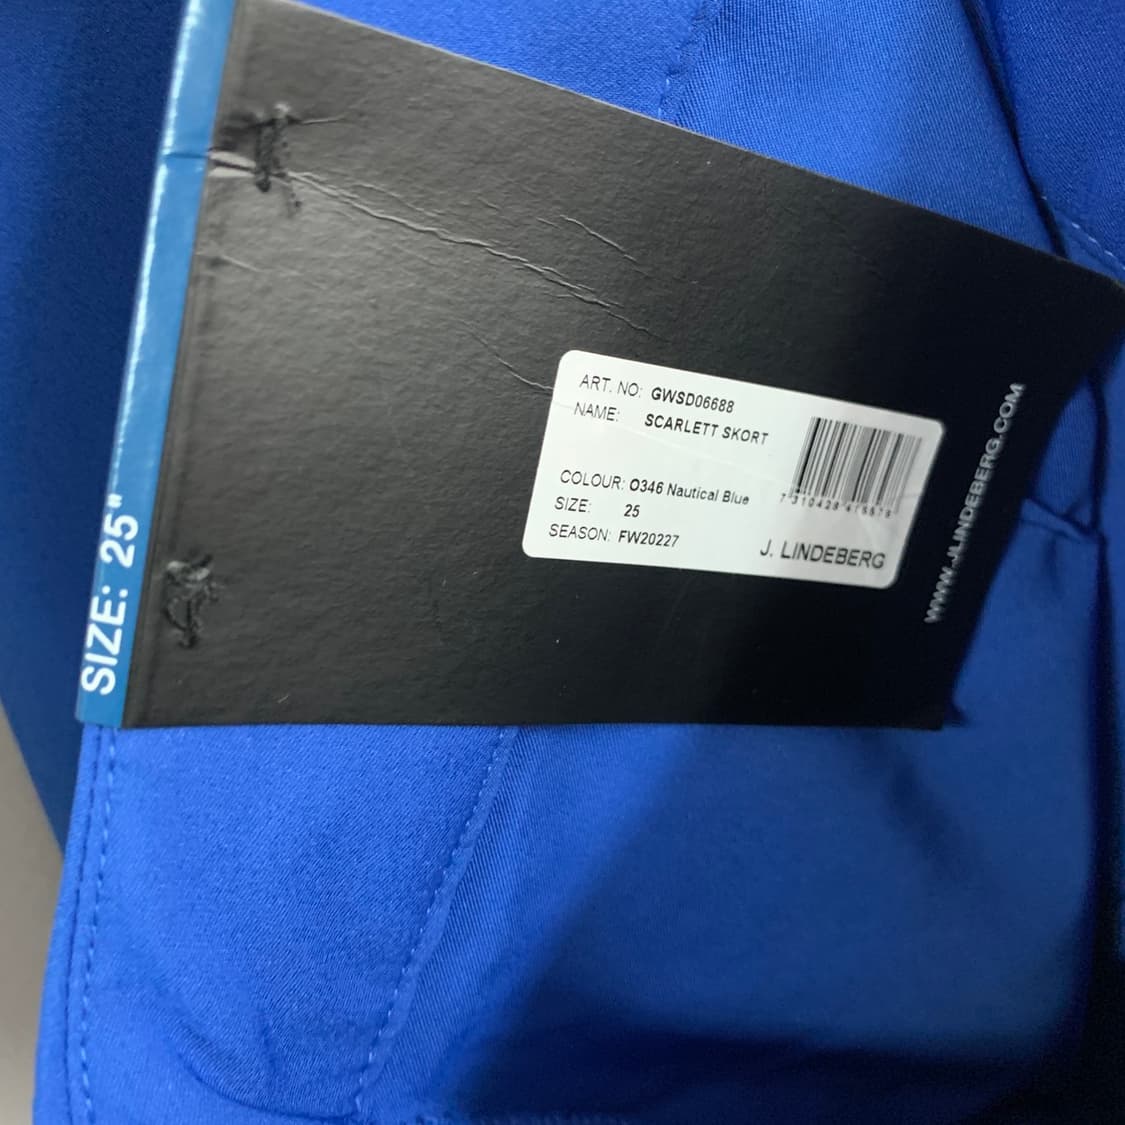 SIZE: 25"
ART. NO: GWSD06688
NAME: SCARLETT SKORT
COLOUR: O346 Nautical Blue
SIZE: 25
SEASON: FW20227
J. LINDEBERG
WWW.JLINDEBERG.COM